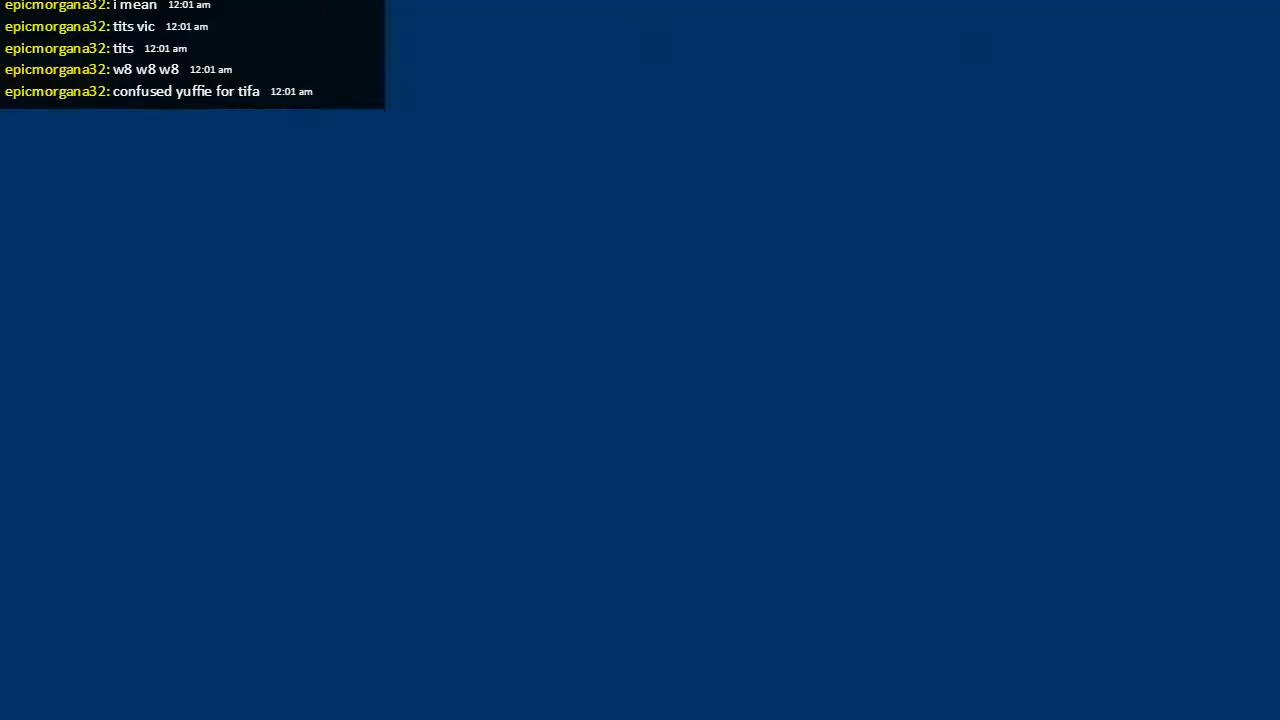 epicmorgana32: i mean 12:01 am
epicmorgana32: tits vic 12:01 am
epicmorgana32: tits 12:01 am
epicmorgana32: w8 w8 w8 12:01 am
epicmorgana32: confused yuffie for tifa 12:01 am